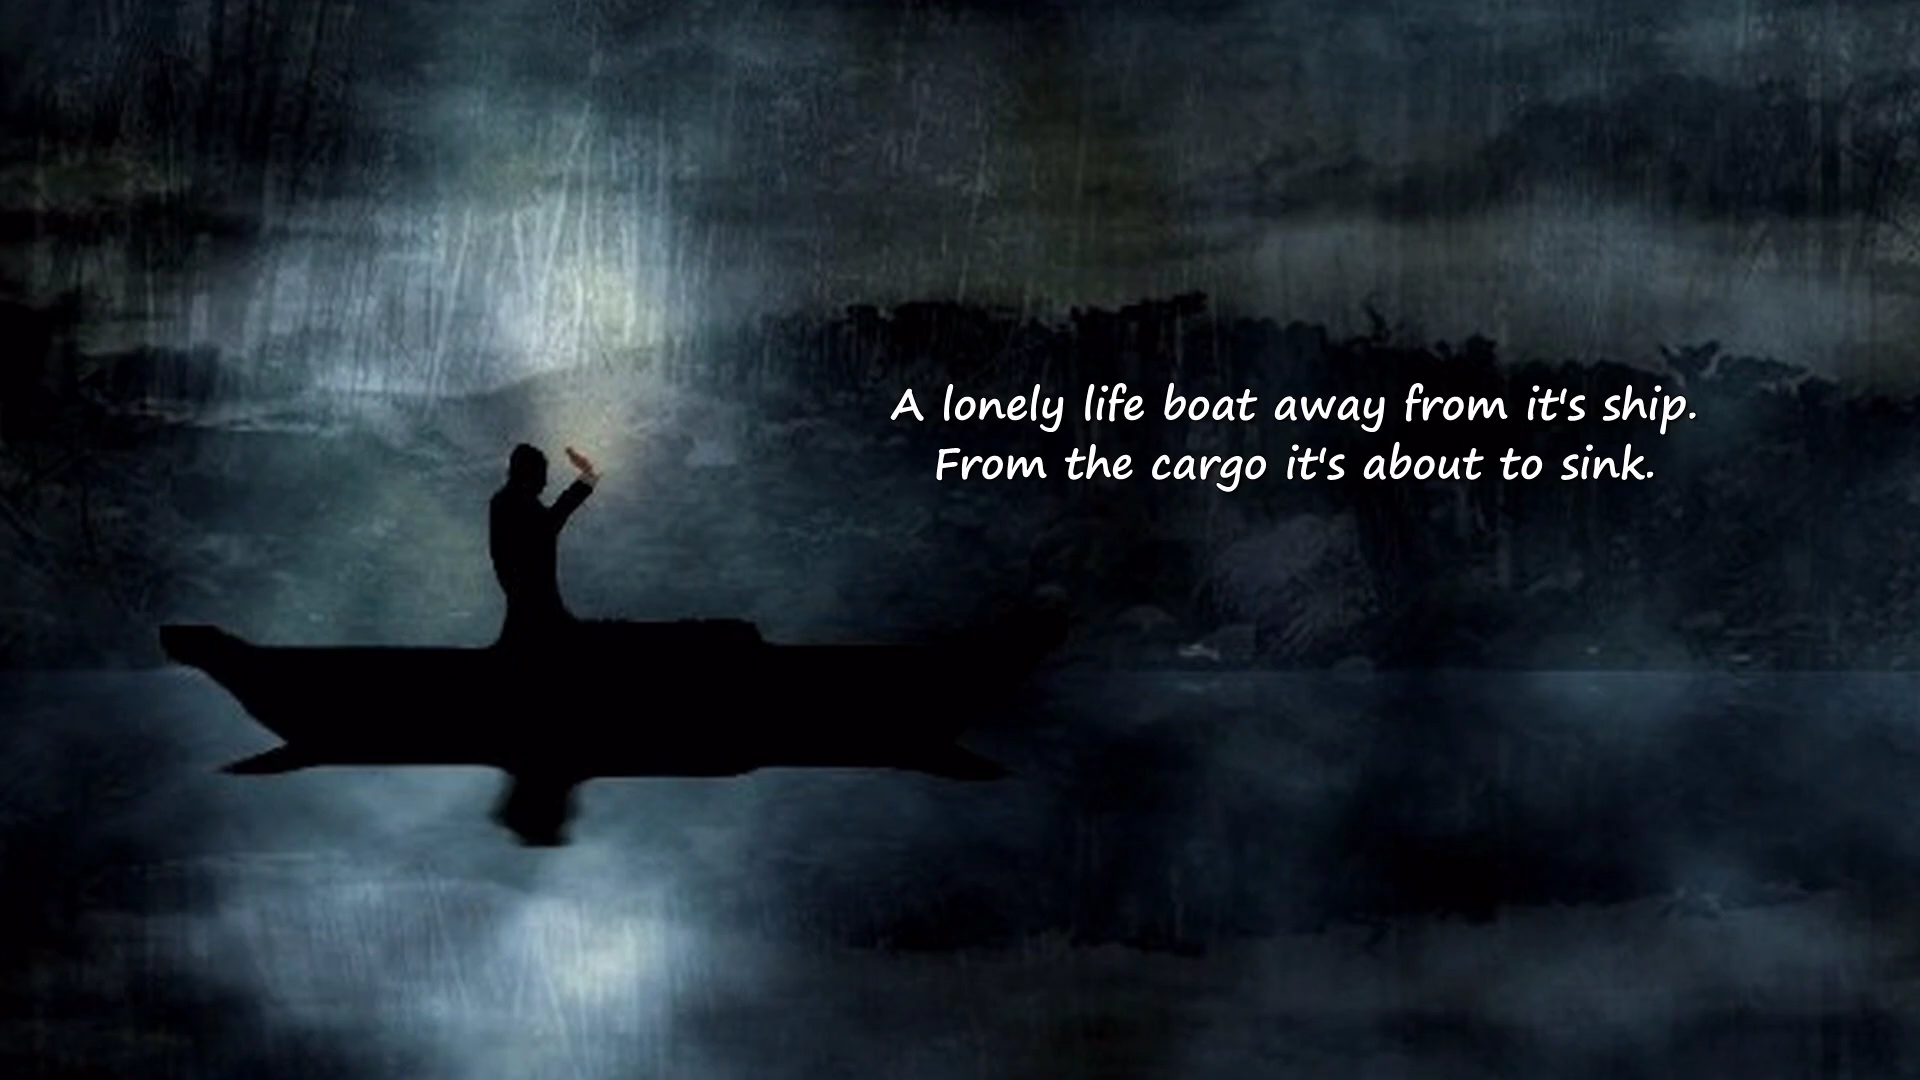 A lonely life boat away from it's ship.
From the cargo it's about to sink.